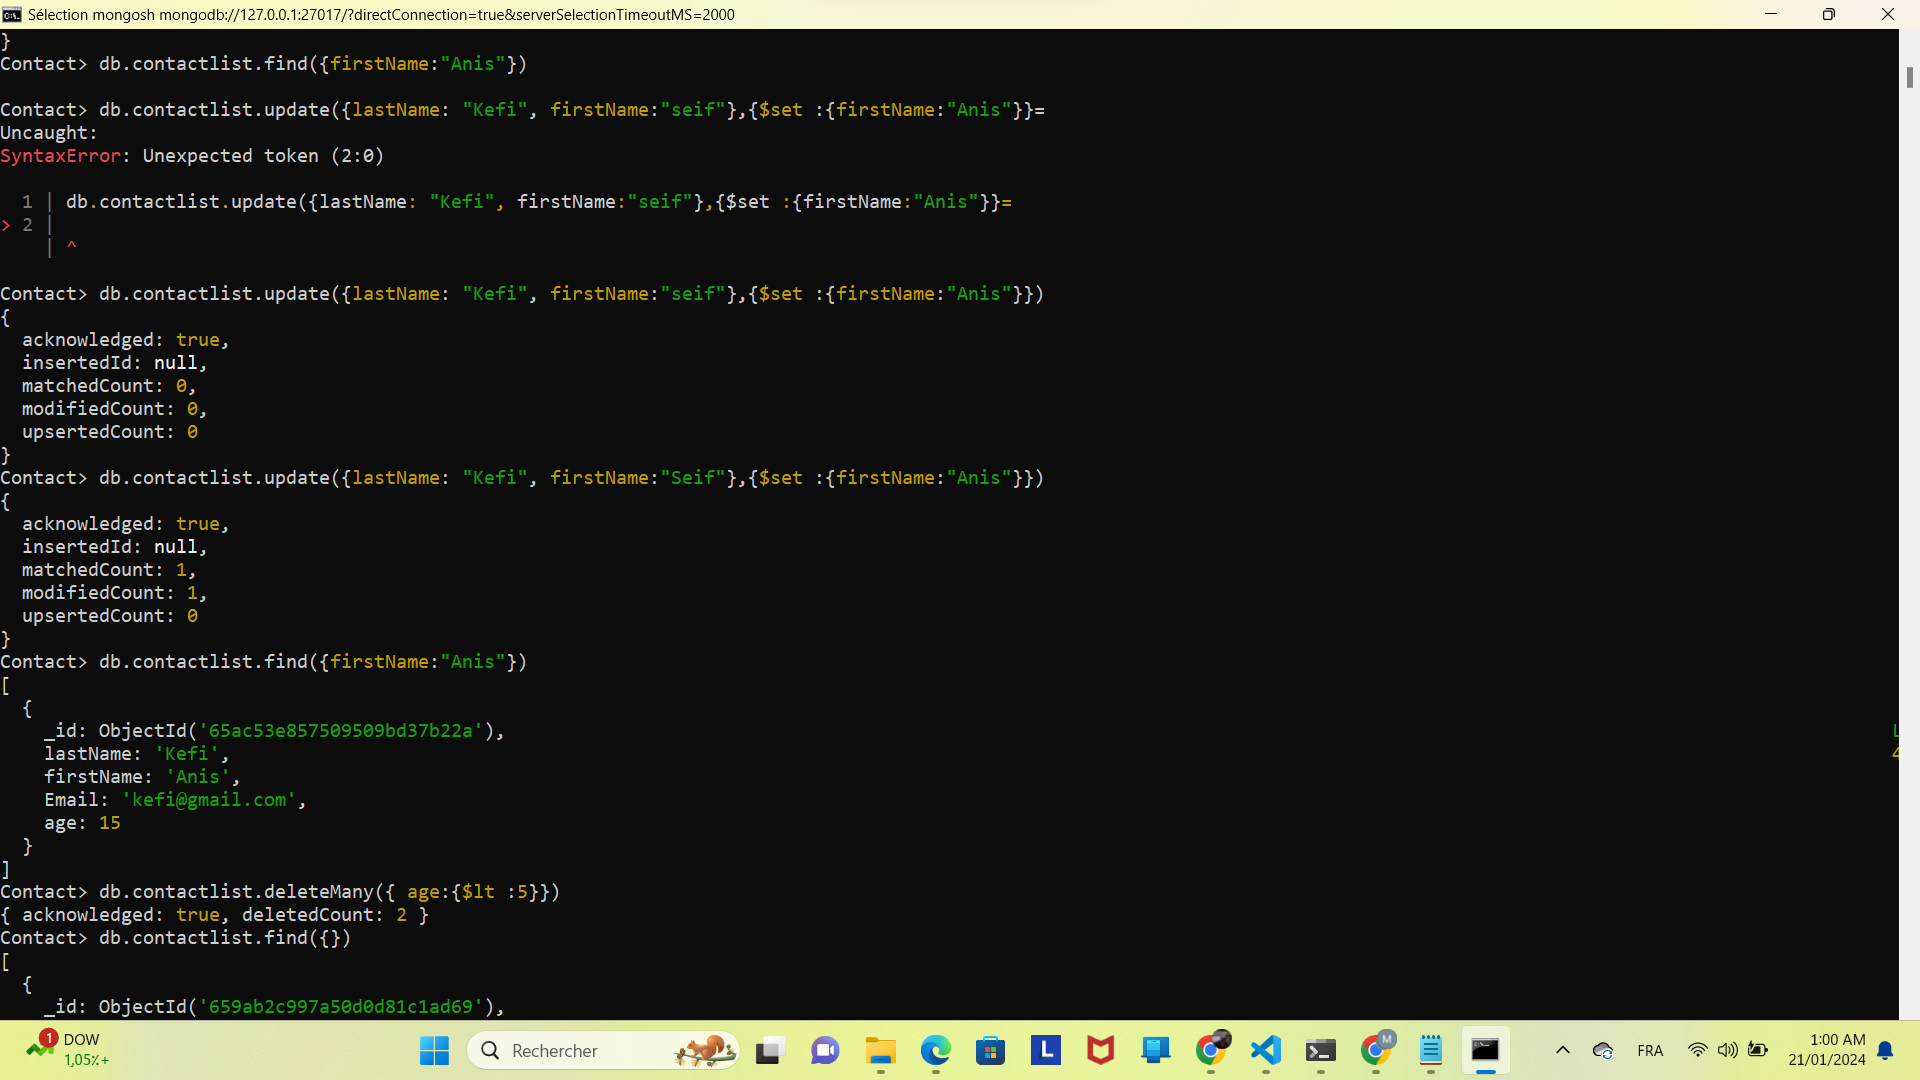 Sélection mongosh mongodb://127.0.0.1:27017/?directConnection=true&serverSelectionTimeoutMS=2000
}
Contact> db.contactlist.find({firstName:"Anis"})
Contact> db.contactlist.update({lastName: "Kefi", firstName:"seif"},{$set :{firstName:"Anis"}}=
Uncaught:
SyntaxError: Unexpected token (2:0)
1 | db.contactlist.update({lastName: "Kefi", firstName:"seif"},{$set :{firstName:"Anis"}}=
> 2 |
| ^
Contact> db.contactlist.update({lastName: "Kefi", firstName:"seif"},{$set :{firstName:"Anis"}})
{
acknowledged: true,
insertedId: null,
matchedCount: 0,
modifiedCount: 0,
upsertedCount: 0
}
Contact> db.contactlist.update({lastName: "Kefi", firstName:"Seif"},{$set :{firstName:"Anis"}})
{
acknowledged: true,
insertedId: null,
matchedCount: 1,
modifiedCount: 1,
upsertedCount: 0
}
Contact> db.contactlist.find({firstName:"Anis"})
[
{
_id: ObjectId('65ac53e857509509bd37b22a'),
lastName: 'Kefi',
firstName: 'Anis',
Email: 'kefi@gmail.com',
age: 15
}
]
Contact> db.contactlist.deleteMany({ age:{$lt :5}})
{ acknowledged: true, deletedCount: 2 }
Contact> db.contactlist.find({})
[
{
_id: ObjectId('659ab2c997a50d0d81c1ad69'),
1 DOW
1,05%+
Rechercher
L
M
FRA
1:00 AM
21/01/2024